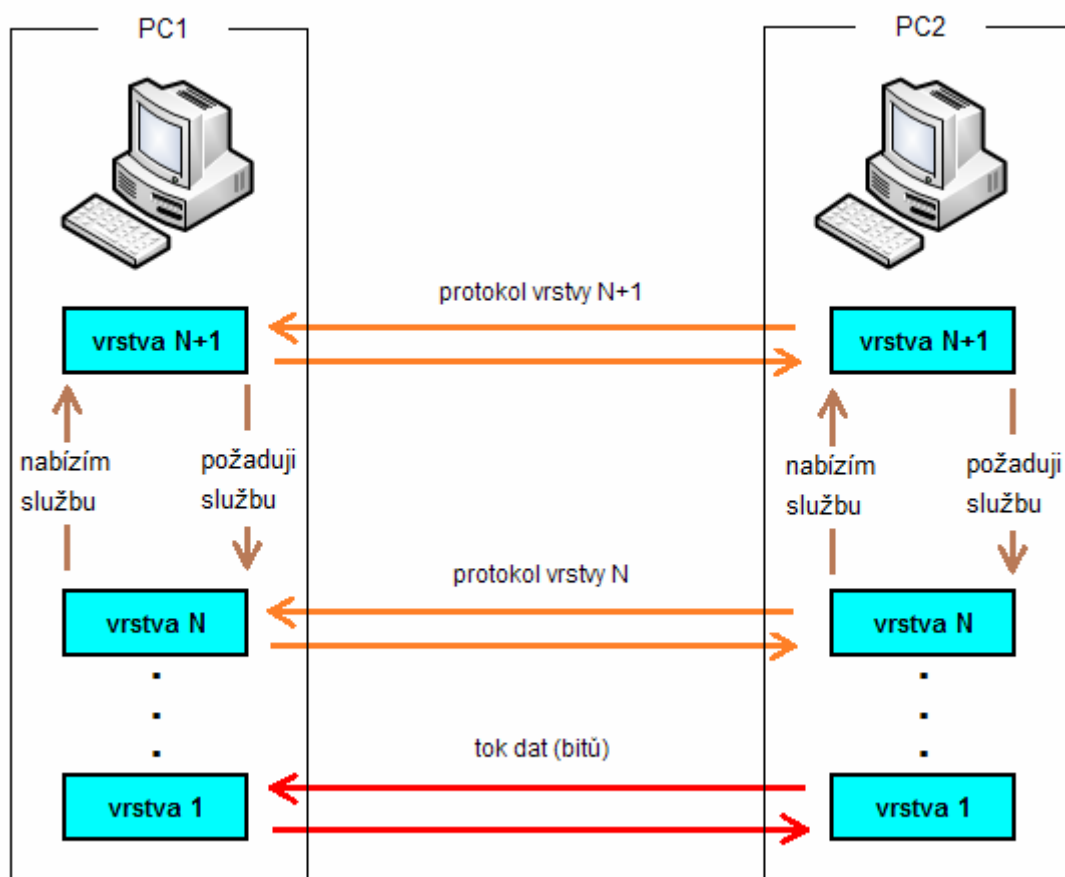 PC1
PC2
protokol vrstvy N+1
vrstva N+1
vrstva N+1
nabízím
službu
požaduji
službu
nabízím
službu
požaduji
službu
protokol vrstvy N
vrstva N
vrstva N
tok dat (bitů)
vrstva 1
vrstva 1